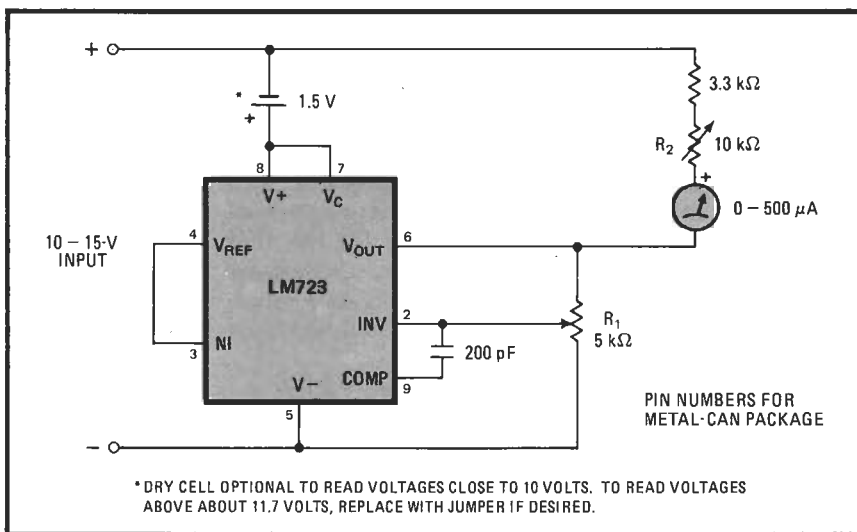 +
* 1.5 V
+
3.3 kΩ
R2 10 kΩ
+
0 – 500 μA
8 7
V+ VC
10 – 15-V
INPUT
4 VREF
VOUT 6
LM723
INV 2
R1
5 kΩ
200 pF
3 NI
COMP 9
V–
5
–
PIN NUMBERS FOR
METAL-CAN PACKAGE
*DRY CELL OPTIONAL TO READ VOLTAGES CLOSE TO 10 VOLTS. TO READ VOLTAGES
ABOVE ABOUT 11.7 VOLTS, REPLACE WITH JUMPER IF DESIRED.